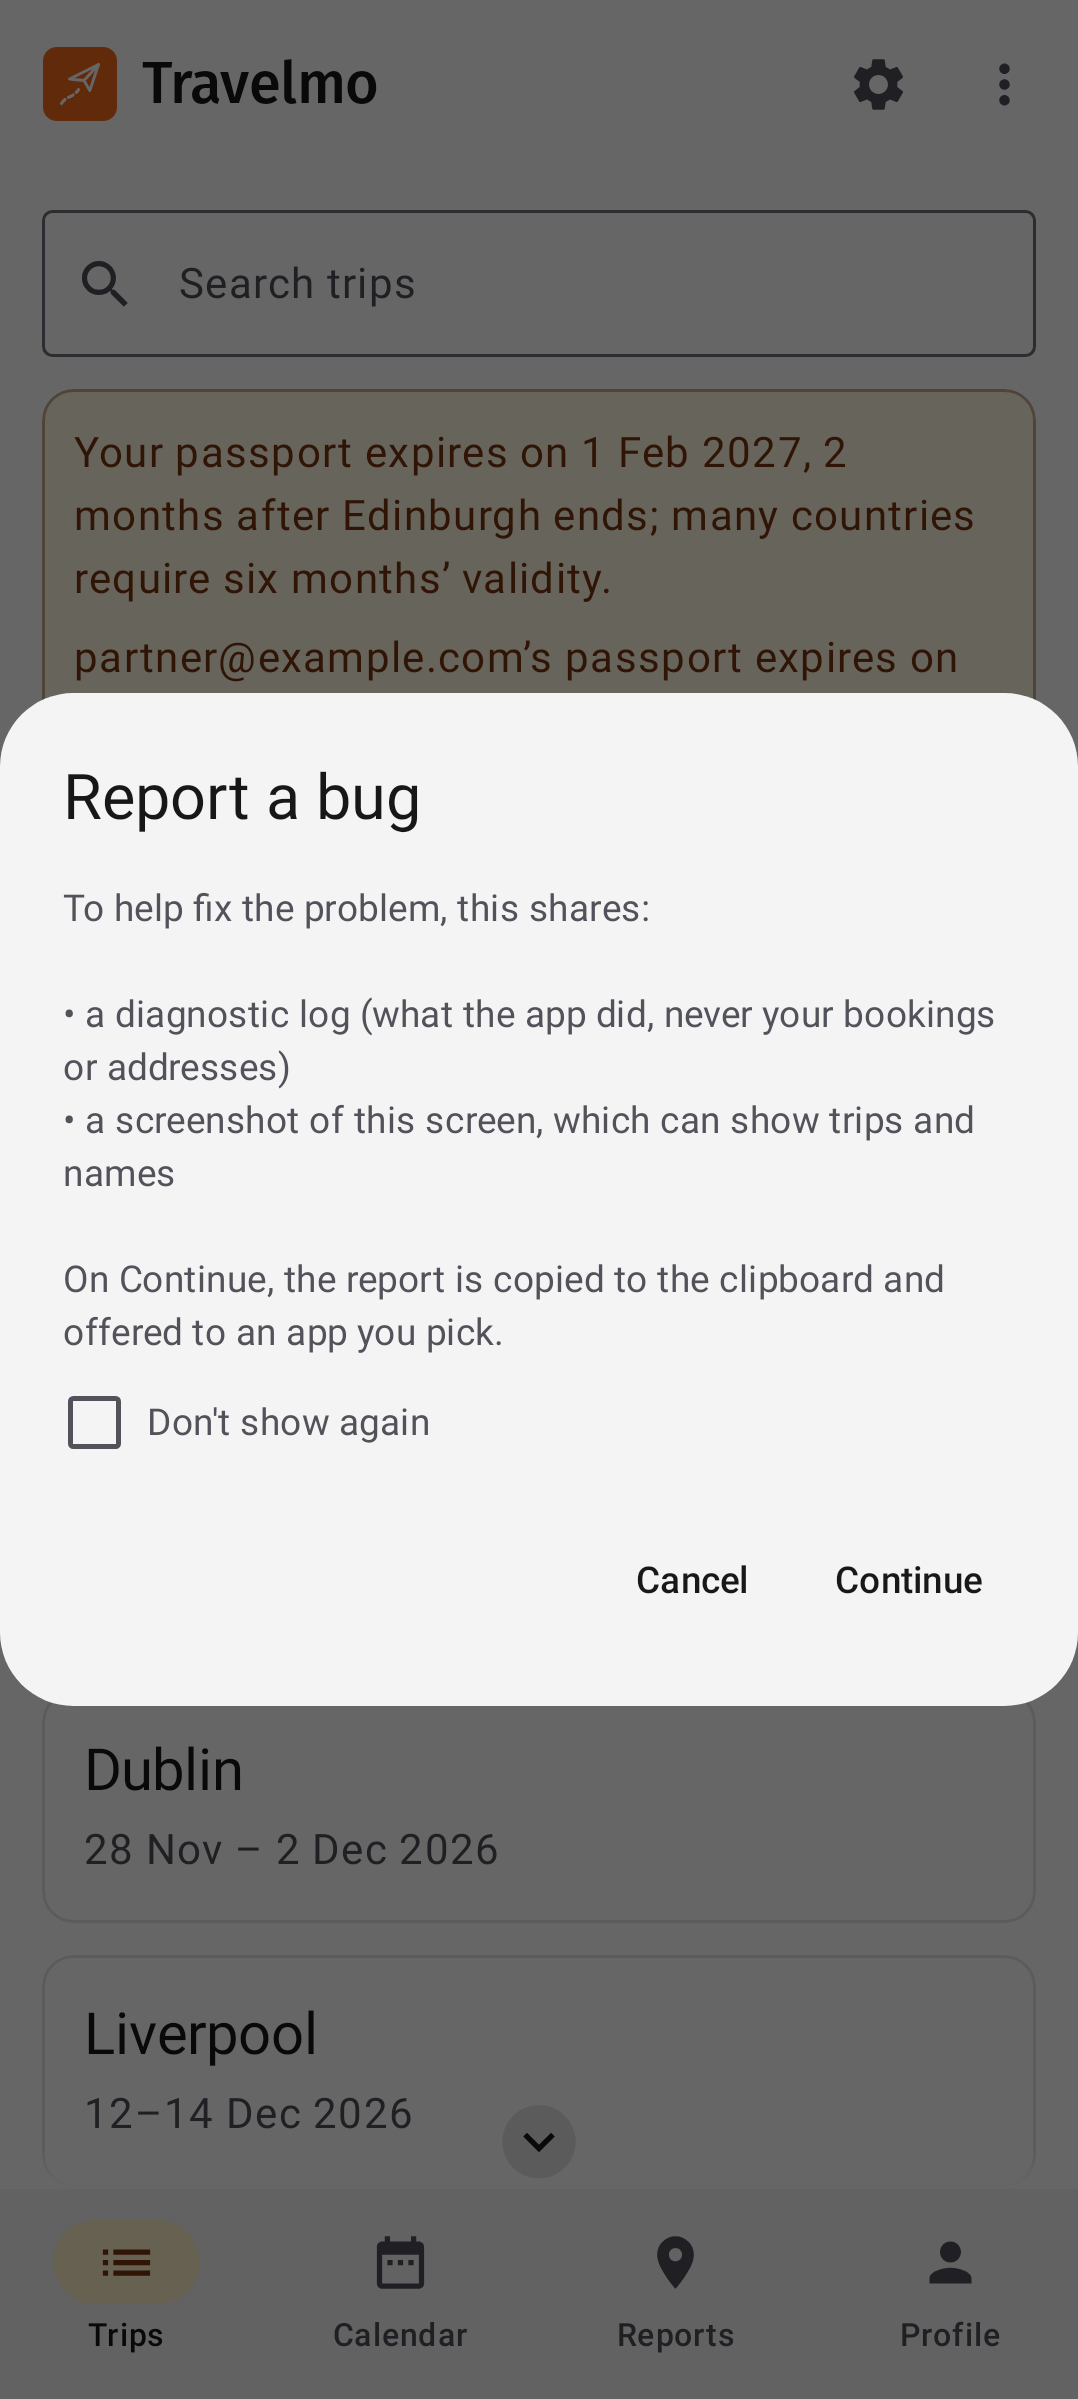 Travelmo
Search trips
Your passport expires on 1 Feb 2027, 2
months after Edinburgh ends; many countries
require six months’ validity.
partner@example.com’s passport expires on
Report a bug
To help fix the problem, this shares:
• a diagnostic log (what the app did, never your bookings
or addresses)
• a screenshot of this screen, which can show trips and
names
On Continue, the report is copied to the clipboard and
offered to an app you pick.
Don't show again
Cancel Continue
Dublin
28 Nov – 2 Dec 2026
Liverpool
12–14 Dec 2026
Trips Calendar Reports Profile